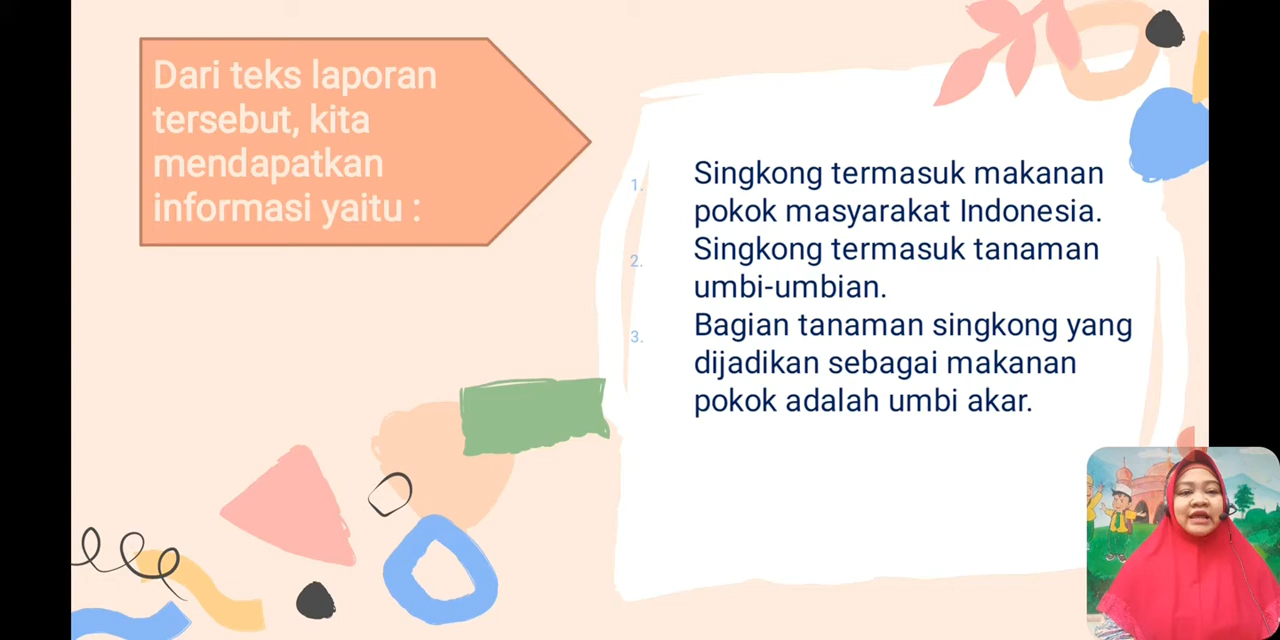 Dari teks laporan
tersebut, kita
mendapatkan
informasi yaitu :
1. Singkong termasuk makanan
pokok masyarakat Indonesia.
2. Singkong termasuk tanaman
umbi-umbian.
3. Bagian tanaman singkong yang
dijadikan sebagai makanan
pokok adalah umbi akar.